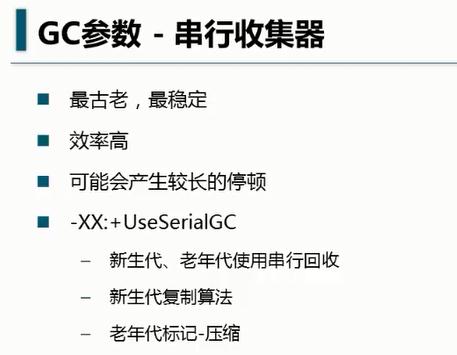 GC参数 - 串行收集器
最古老，最稳定
效率高
可能会产生较长的停顿
-XX:+UseSerialGC
– 新生代、老年代使用串行回收
– 新生代复制算法
– 老年代标记-压缩